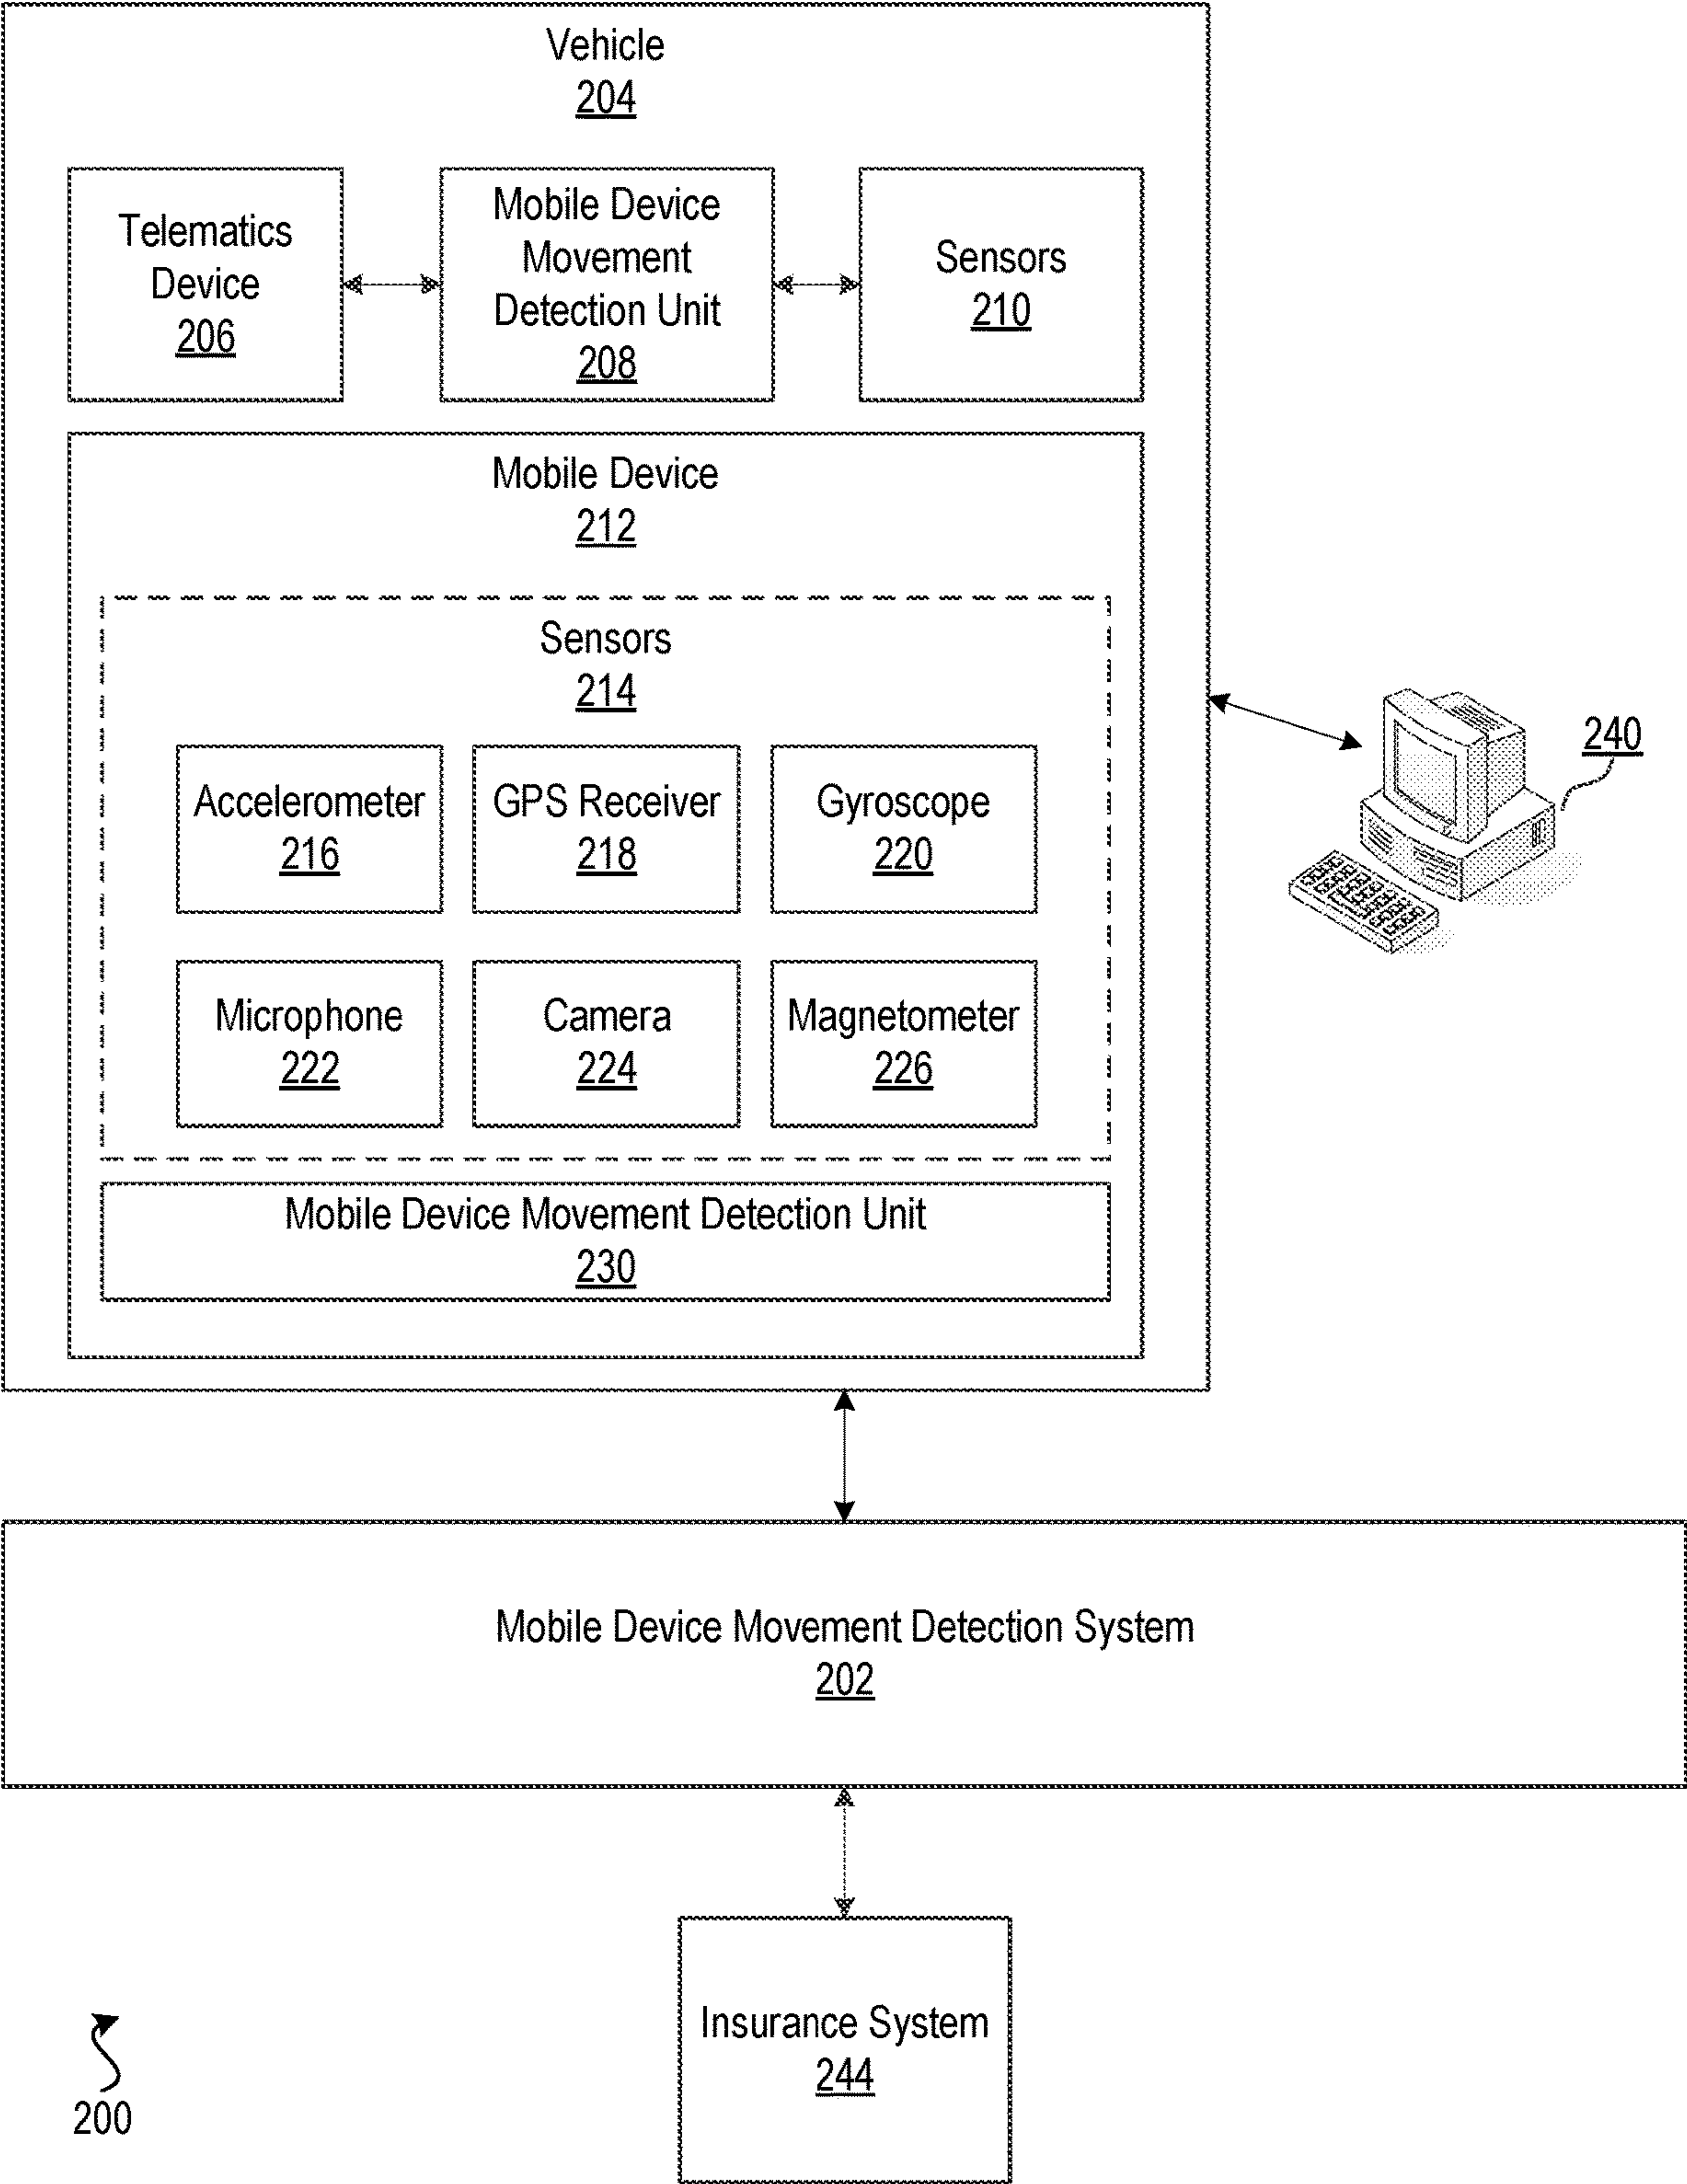 Vehicle
204
Telematics
Device
206
Mobile Device
Movement
Detection Unit
208
Sensors
210
Mobile Device
212
Sensors
214
Accelerometer
216
GPS Receiver
218
Gyroscope
220
Microphone
222
Camera
224
Magnetometer
226
Mobile Device Movement Detection Unit
230
240
Mobile Device Movement Detection System
202
Insurance System
244
200